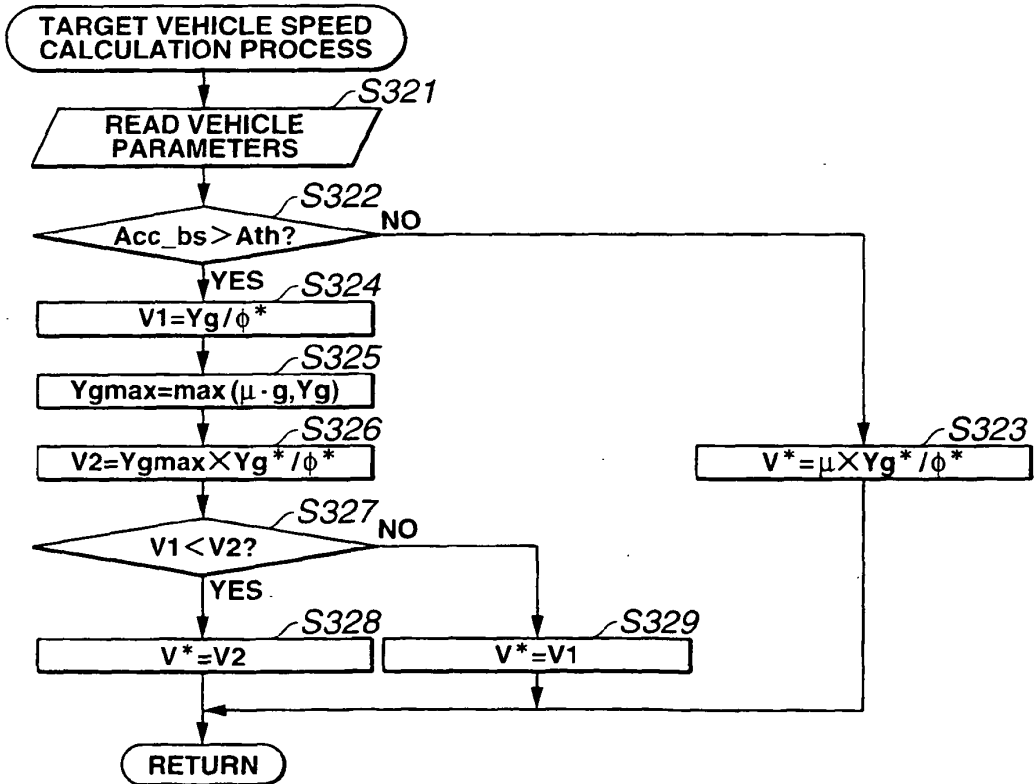 TARGET VEHICLE SPEED
CALCULATION PROCESS
S321
READ VEHICLE
PARAMETERS
S322
Acc_bs>Ath?
NO
YES
S324
V1=Yg/ϕ*
S325
Ygmax=max(μ·g,Yg)
S326
V2=Ygmax×Yg*/ϕ*
S323
V*=μ×Yg*/ϕ*
S327
V1<V2?
NO
YES
S328
V*=V2
S329
V*=V1
RETURN